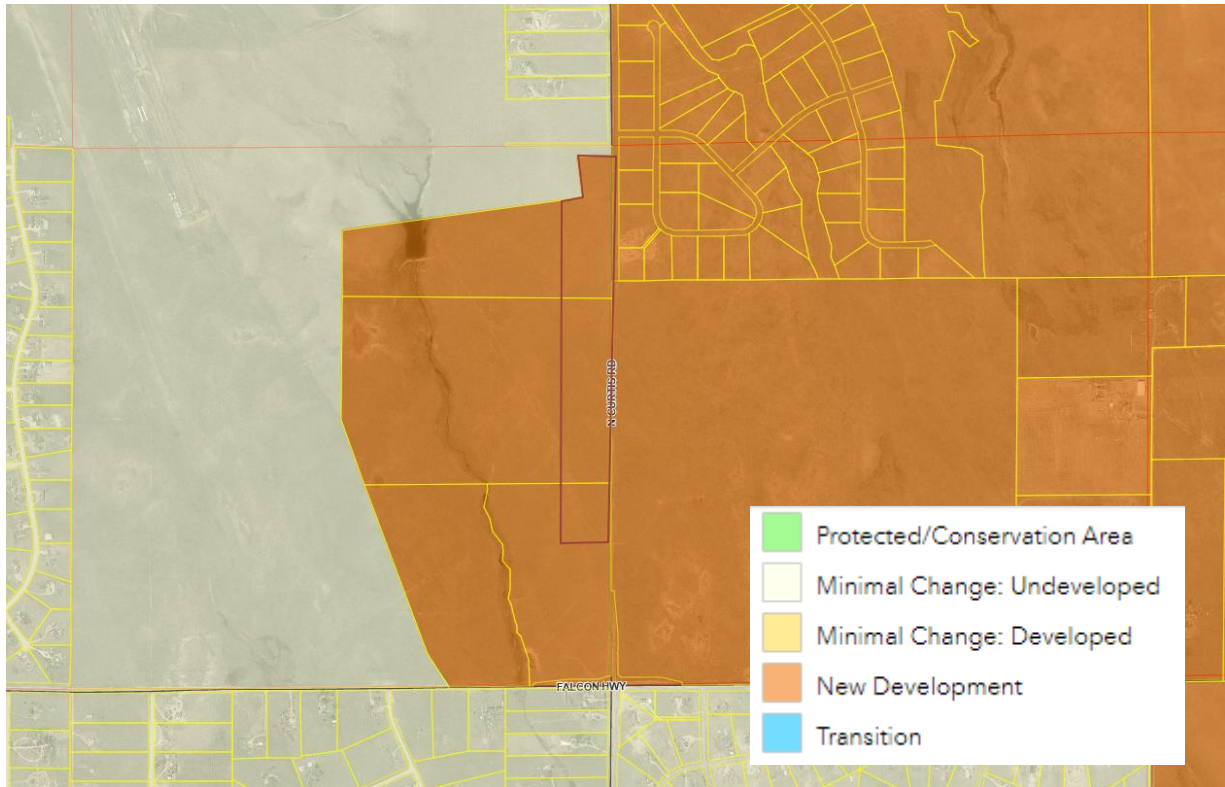 N CURTIS RD
FALCON HWY
Protected/Conservation Area
Minimal Change: Undeveloped
Minimal Change: Developed
New Development
Transition